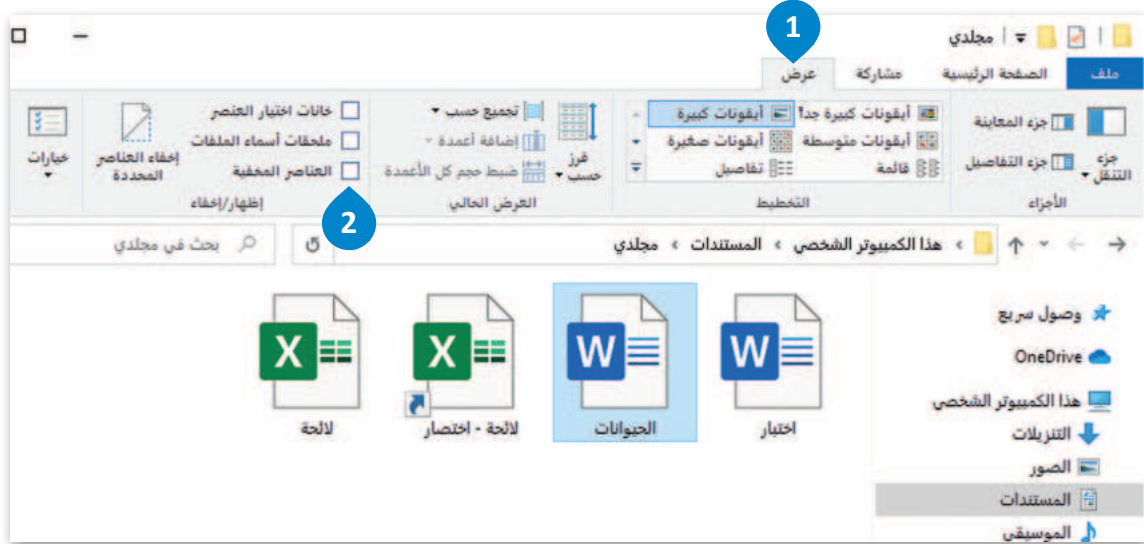 1
مجلدي
ملف الصفحة الرئيسية مشاركة عرض
جزء التنقل
جزء المعاينة
جزء التفاصيل
الأجزاء
أيقونات كبيرة جدا أيقونات كبيرة
أيقونات متوسطة أيقونات صغيرة
قائمة تفاصيل
التخطيط
فرز حسب
تجميع حسب
إضافة أعمدة
ضبط حجم كل الأعمدة
العرض الحالي
خانات اختيار العنصر
ملحقات أسماء الملفات
العناصر المخفية
إخفاء العناصر المحددة
إظهار/إخفاء
خيارات
2
هذا الكمبيوتر الشخصي › المستندات › مجلدي
بحث في مجلدي
وصول سريع
OneDrive
هذا الكمبيوتر الشخصي
التنزيلات
الصور
المستندات
الموسيقى
اختبار
الحيوانات
لائحة - اختصار
لائحة